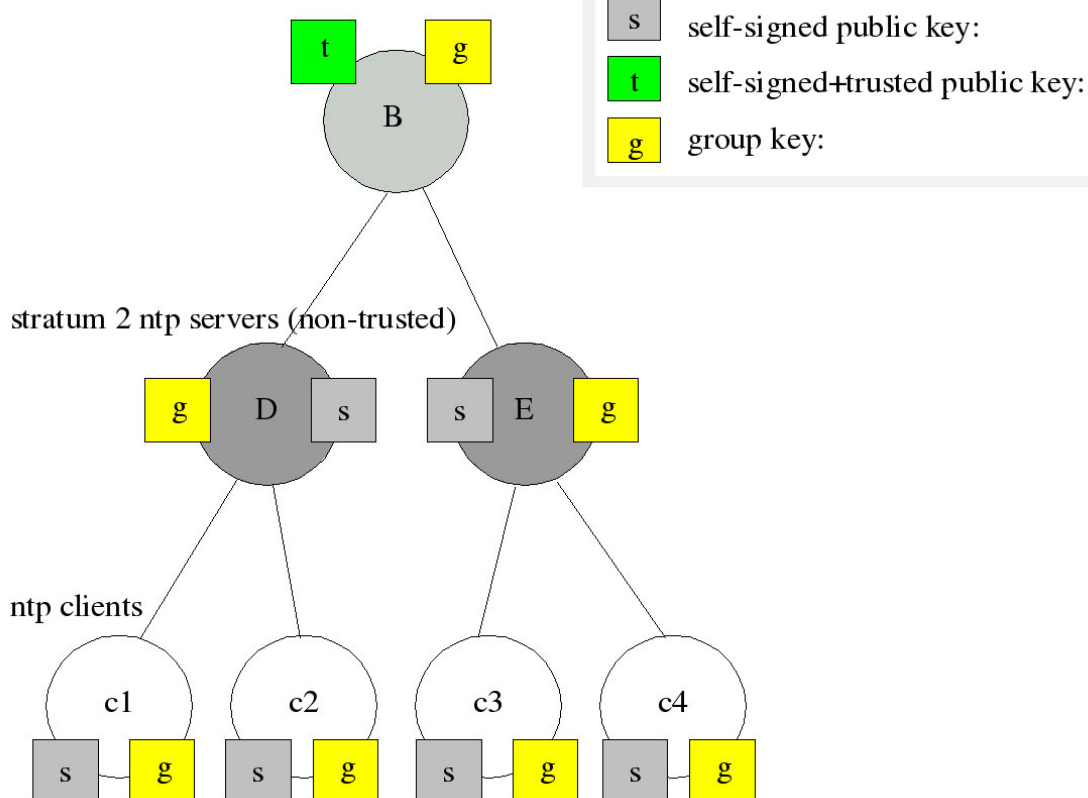 s self-signed public key:
t self-signed+trusted public key:
g group key:
t g
B
stratum 2 ntp servers (non-trusted)
g D s s E g
ntp clients
c1 c2 c3 c4
s g s g s g s g